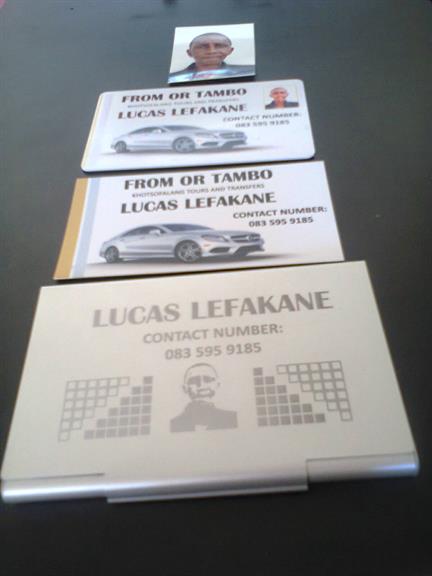 FROM OR TAMBO
KHOTSOFALANG TOURS AND TRANSFERS
LUCAS LEFAKANE
CONTACT NUMBER:
083 595 9185
FROM OR TAMBO
KHOTSOFALANG TOURS AND TRANSFERS
LUCAS LEFAKANE
CONTACT NUMBER:
083 595 9185
LUCAS LEFAKANE
CONTACT NUMBER:
083 595 9185